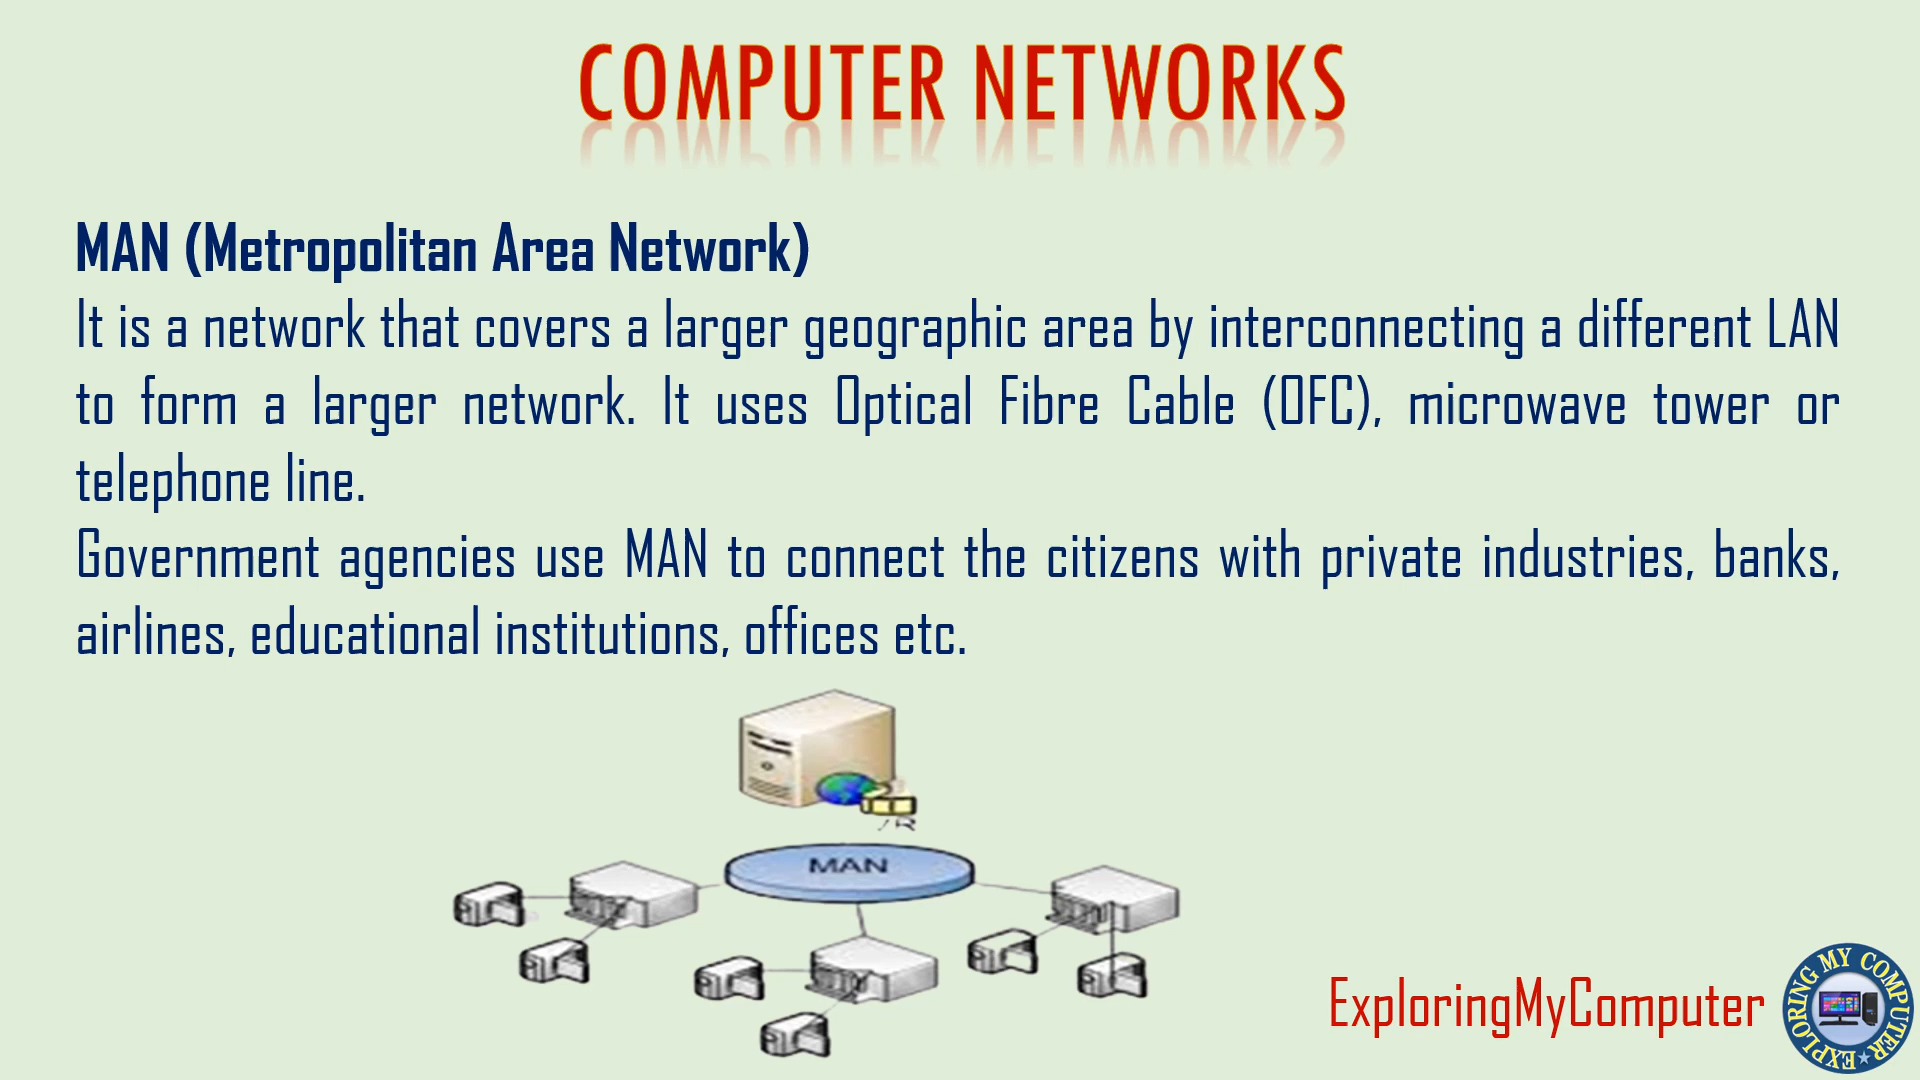 COMPUTER NETWORKS
MAN (Metropolitan Area Network)
It is a network that covers a larger geographic area by interconnecting a different LAN
to form a larger network. It uses Optical Fibre Cable (OFC), microwave tower or
telephone line.
Government agencies use MAN to connect the citizens with private industries, banks,
airlines, educational institutions, offices etc.
MAN
ExploringMyComputer
EXPLORING MY COMPUTER